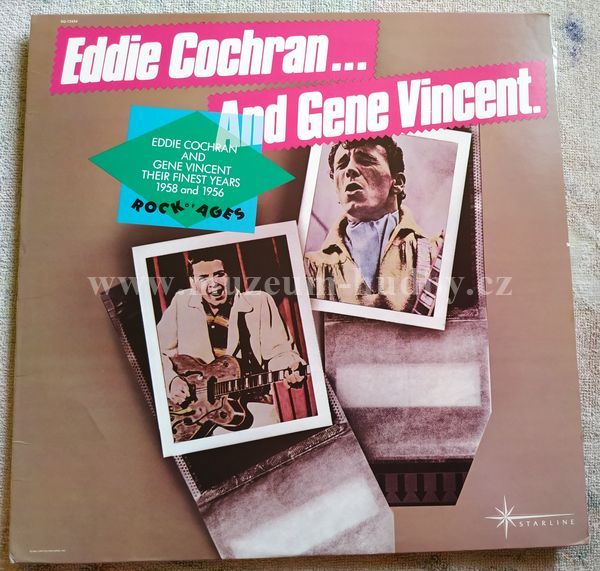 Eddie Cochran...
And Gene Vincent.
EDDIE COCHRAN
AND
GENE VINCENT
THEIR FINEST YEARS
1958 and 1956
ROCK OF AGES
www.muzeum-hudby.cz
STARLINE